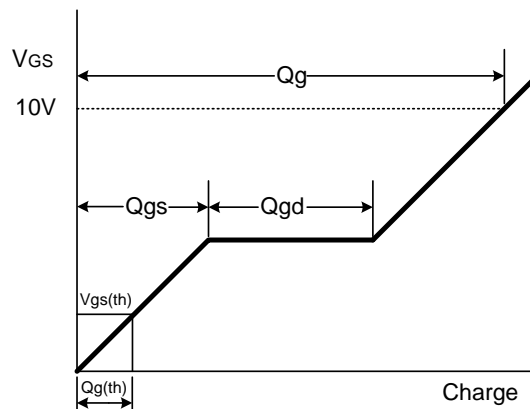 VGS
Qg
10V
Qgs
Qgd
Vgs(th)
Qg(th)
Charge